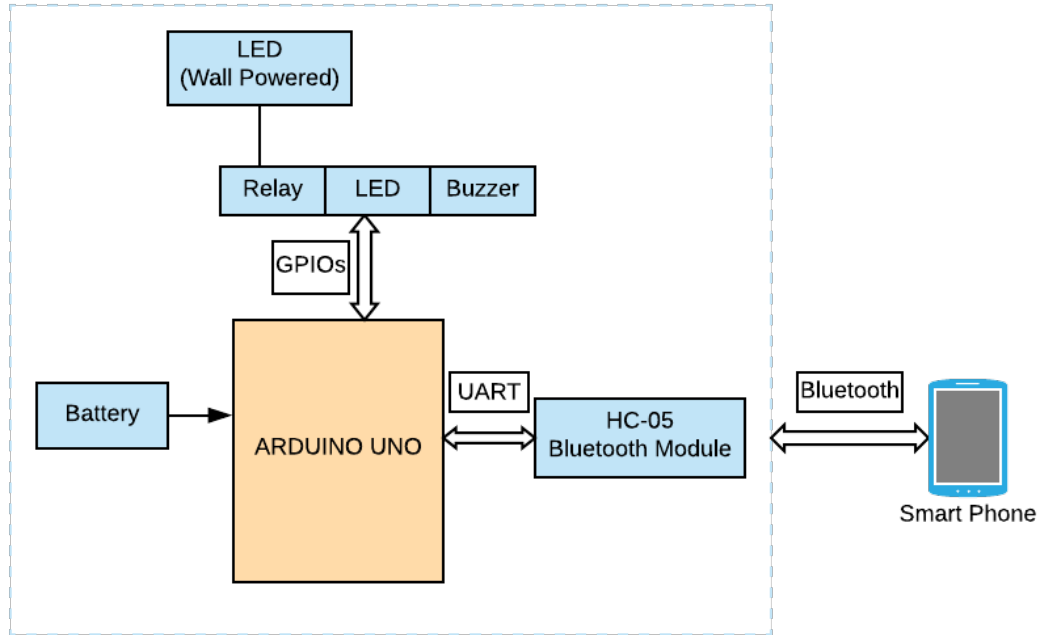 LED
(Wall Powered)
Relay
LED
Buzzer
GPIOs
Battery
ARDUINO UNO
UART
HC-05
Bluetooth Module
Bluetooth
Smart Phone